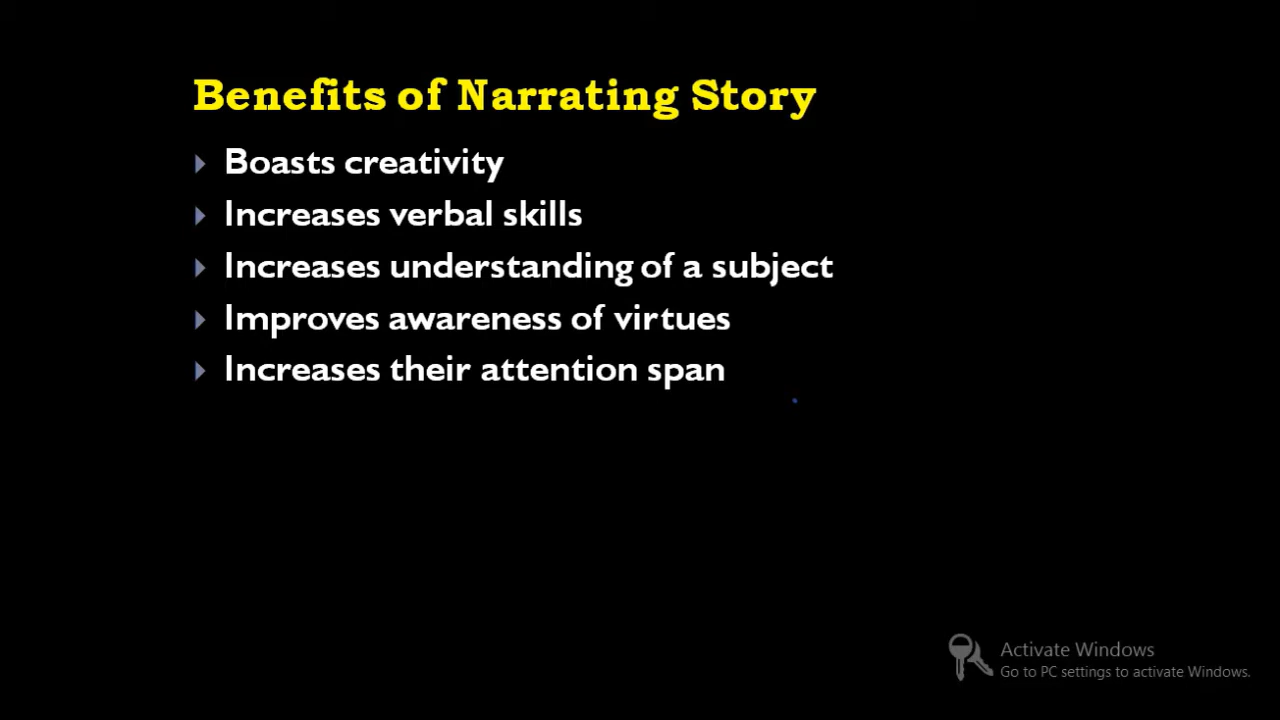 Benefits of Narrating Story
Boasts creativity
Increases verbal skills
Increases understanding of a subject
Improves awareness of virtues
Increases their attention span
Activate Windows
Go to PC settings to activate Windows.